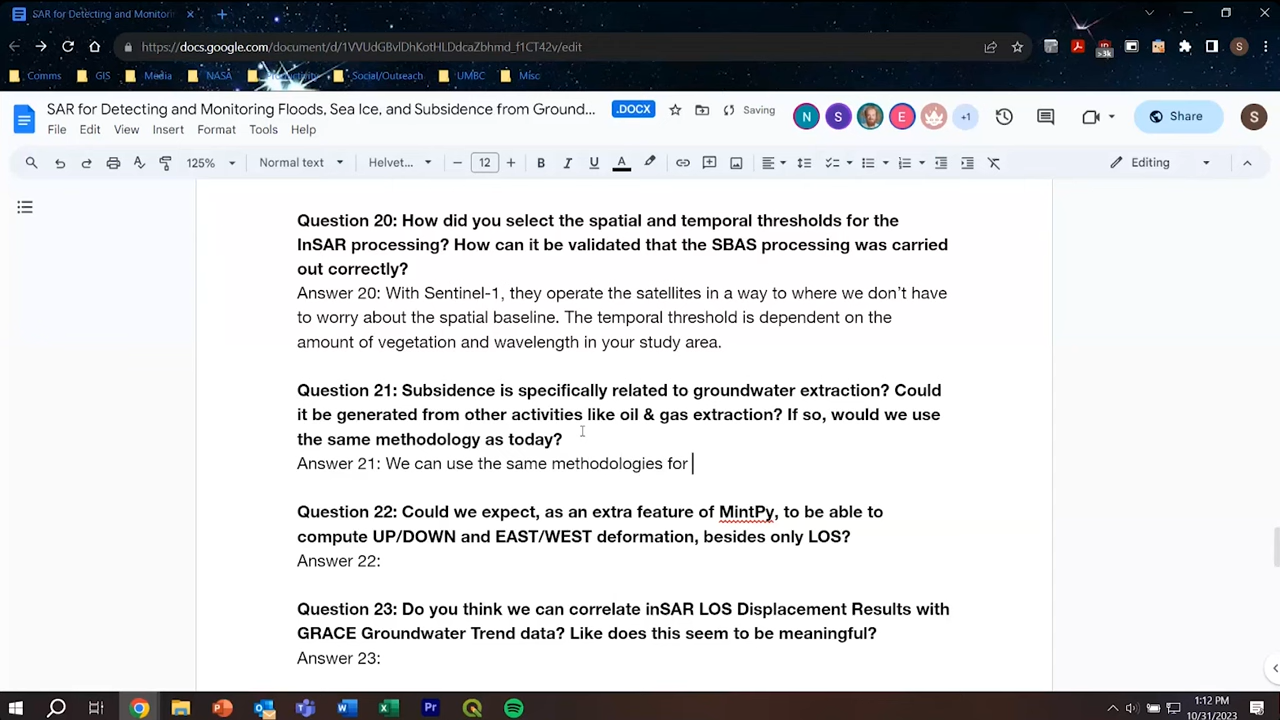 SAR for Detecting and Monitorin
https://docs.google.com/document/d/1VVUdGBvlDhKotHLDdcaZbhmd_f1CT42v/edit
>3k
S
Comms
GIS
Media
NASA
Social/Outreach
UMBC
Misc
SAR for Detecting and Monitoring Floods, Sea Ice, and Subsidence from Ground...
.DOCX
Saving
N
S
E
+1
Share
S
File Edit View Insert Format Tools Help
125%
Normal text
Helvet...
12
Editing
Question 20: How did you select the spatial and temporal thresholds for the
InSAR processing? How can it be validated that the SBAS processing was carried
out correctly?
Answer 20: With Sentinel-1, they operate the satellites in a way to where we don't have
to worry about the spatial baseline. The temporal threshold is dependent on the
amount of vegetation and wavelength in your study area.
Question 21: Subsidence is specifically related to groundwater extraction? Could
it be generated from other activities like oil & gas extraction? If so, would we use
the same methodology as today?
Answer 21: We can use the same methodologies for
Question 22: Could we expect, as an extra feature of MintPy, to be able to
compute UP/DOWN and EAST/WEST deformation, besides only LOS?
Answer 22:
Question 23: Do you think we can correlate inSAR LOS Displacement Results with
GRACE Groundwater Trend data? Like does this seem to be meaningful?
Answer 23:
1:12 PM
10/31/2023